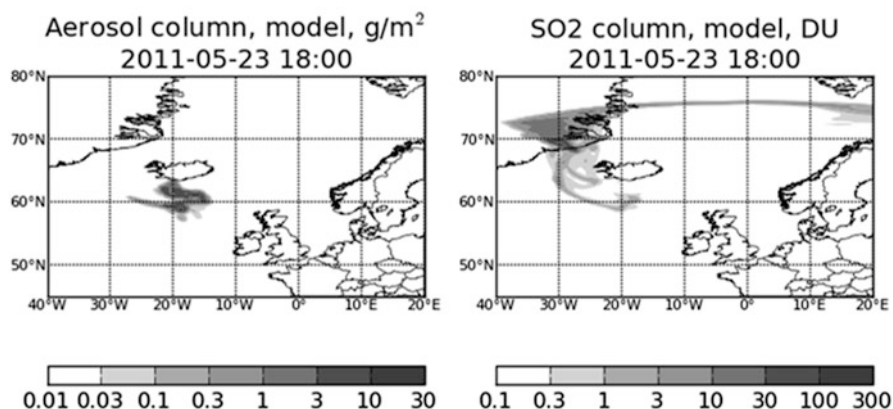 Aerosol column, model, g/m²
2011-05-23 18:00
80°N
70°N
60°N
50°N
40°W 30°W 20°W 10°W 0° 10°E 20°E
0.01 0.03 0.1 0.3 1 3 10 30
SO2 column, model, DU
2011-05-23 18:00
80°N
70°N
60°N
50°N
40°W 30°W 20°W 10°W 0° 10°E 20°E
0.1 0.3 1 3 10 30 100 300